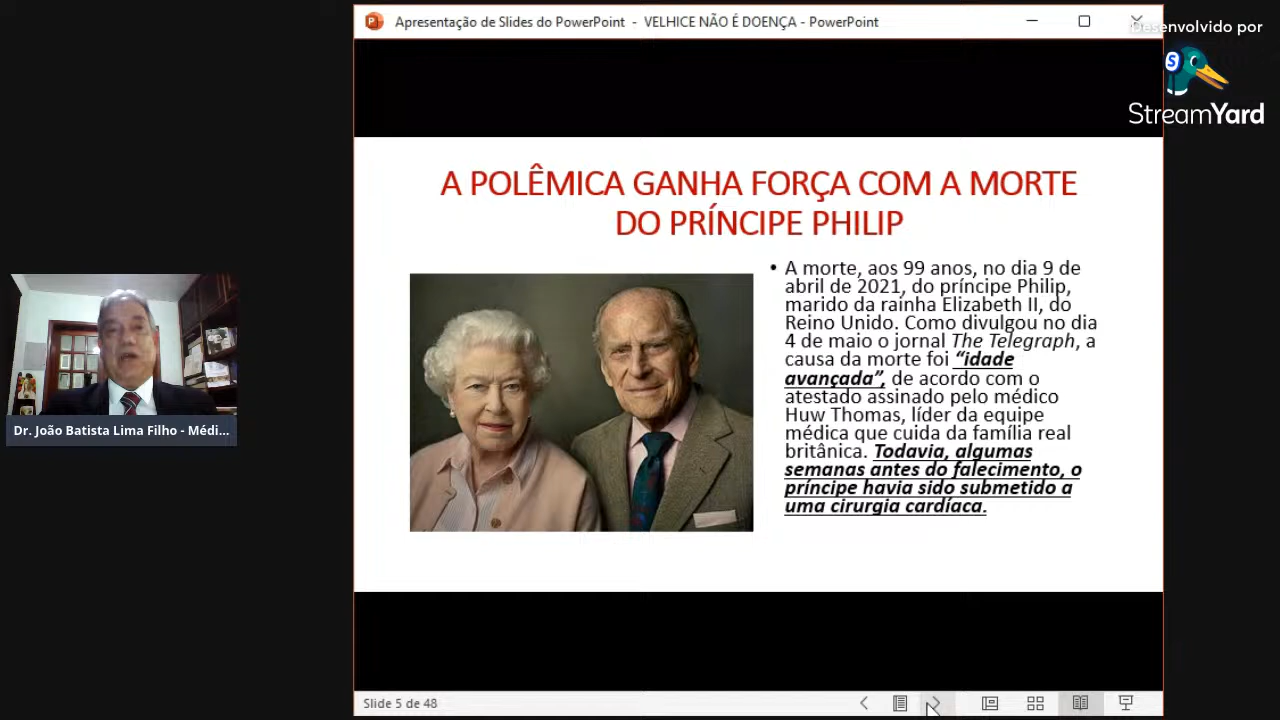 Apresentação de Slides do PowerPoint - VELHICE NÃO É DOENÇA - PowerPoint
Desenvolvido por
S
StreamYard
A POLÊMICA GANHA FORÇA COM A MORTE
DO PRÍNCIPE PHILIP
• A morte, aos 99 anos, no dia 9 de
abril de 2021, do príncipe Philip,
marido da rainha Elizabeth II, do
Reino Unido. Como divulgou no dia
4 de maio o jornal The Telegraph, a
causa da morte foi “idade
avançada”, de acordo com o
atestado assinado pelo médico
Huw Thomas, líder da equipe
médica que cuida da família real
britânica. Todavia, algumas
semanas antes do falecimento, o
príncipe havia sido submetido a
uma cirurgia cardíaca.
Dr. João Batista Lima Filho - Médi...
Slide 5 de 48